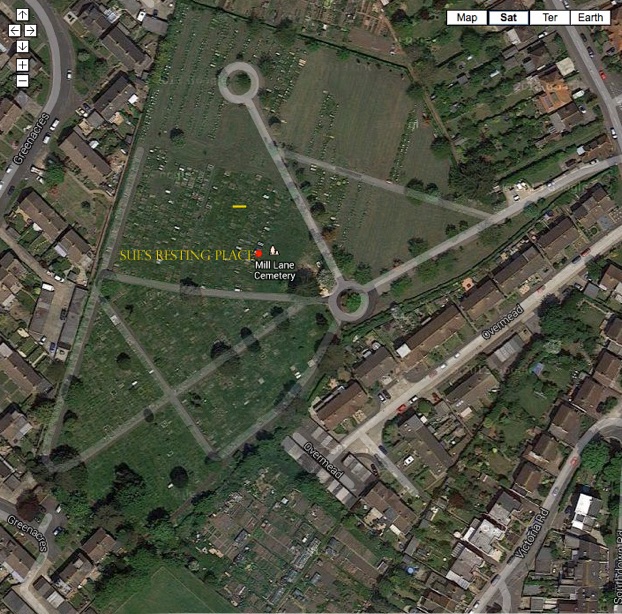 Map Sat Ter Earth
Greenacres
SUE'S RESTING PLACE
Mill Lane
Cemetery
Overmead
Overmead
Greenacres
Victoria Rd